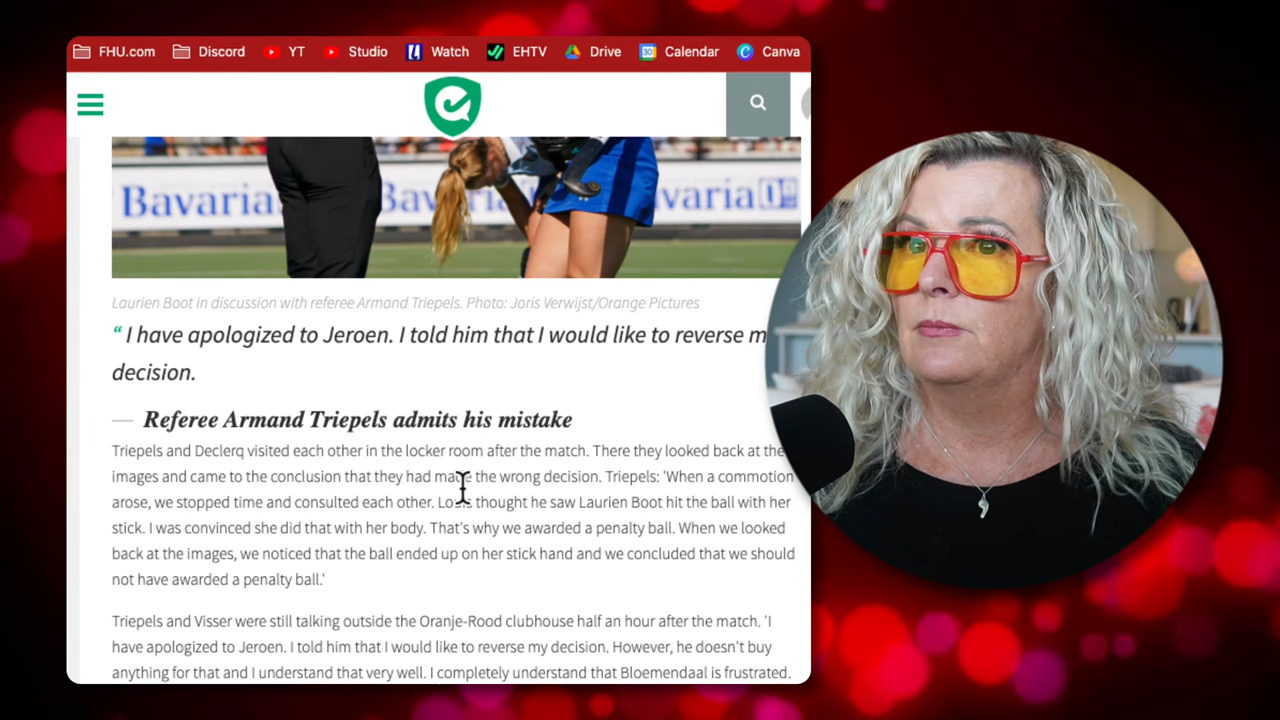 FHU.com Discord YT Studio Watch EHTV Drive Calendar Canva
Bavaria Bavaria varia
Laurien Boot in discussion with referee Armand Triepels. Photo: Joris Verwijst/Orange Pictures
“ I have apologized to Jeroen. I told him that I would like to reverse m
decision.
— Referee Armand Triepels admits his mistake
Triepels and Declerq visited each other in the locker room after the match. There they looked back at the
images and came to the conclusion that they had made the wrong decision. Triepels: 'When a commotion
arose, we stopped time and consulted each other. Louis thought he saw Laurien Boot hit the ball with her
stick. I was convinced she did that with her body. That's why we awarded a penalty ball. When we looked
back at the images, we noticed that the ball ended up on her stick hand and we concluded that we should
not have awarded a penalty ball.'
Triepels and Visser were still talking outside the Oranje-Rood clubhouse half an hour after the match. 'I
have apologized to Jeroen. I told him that I would like to reverse my decision. However, he doesn't buy
anything for that and I understand that very well. I completely understand that Bloemendaal is frustrated.